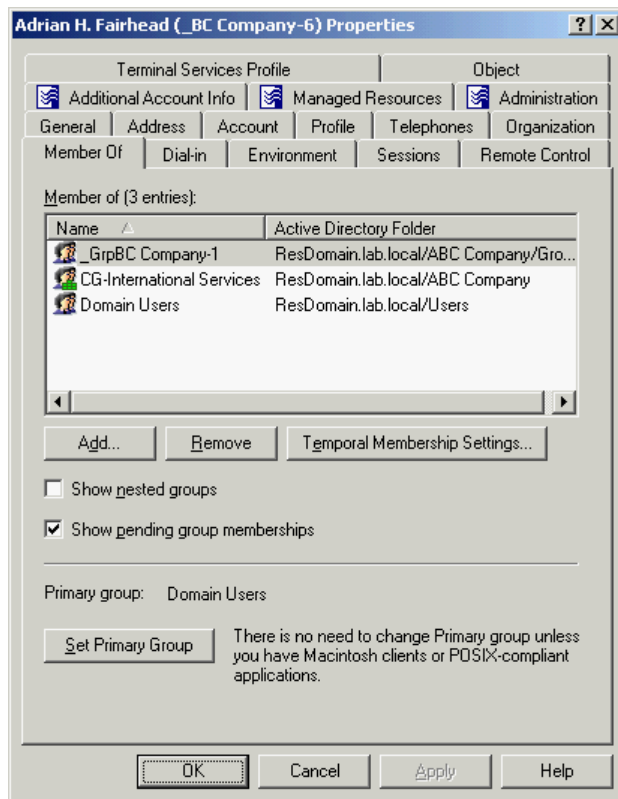 Adrian H. Fairhead (_BC Company-6) Properties
Terminal Services Profile Object
Additional Account Info Managed Resources Administration
General Address Account Profile Telephones Organization
Member Of Dial-in Environment Sessions Remote Control
Member of (3 entries):
Name Active Directory Folder
_GrpBC Company-1 ResDomain.lab.local/ABC Company/Gro...
CG-International Services ResDomain.lab.local/ABC Company
Domain Users ResDomain.lab.local/Users
Add... Remove Temporal Membership Settings...
Show nested groups
Show pending group memberships
Primary group: Domain Users
Set Primary Group
There is no need to change Primary group unless
you have Macintosh clients or POSIX-compliant
applications.
OK Cancel Apply Help